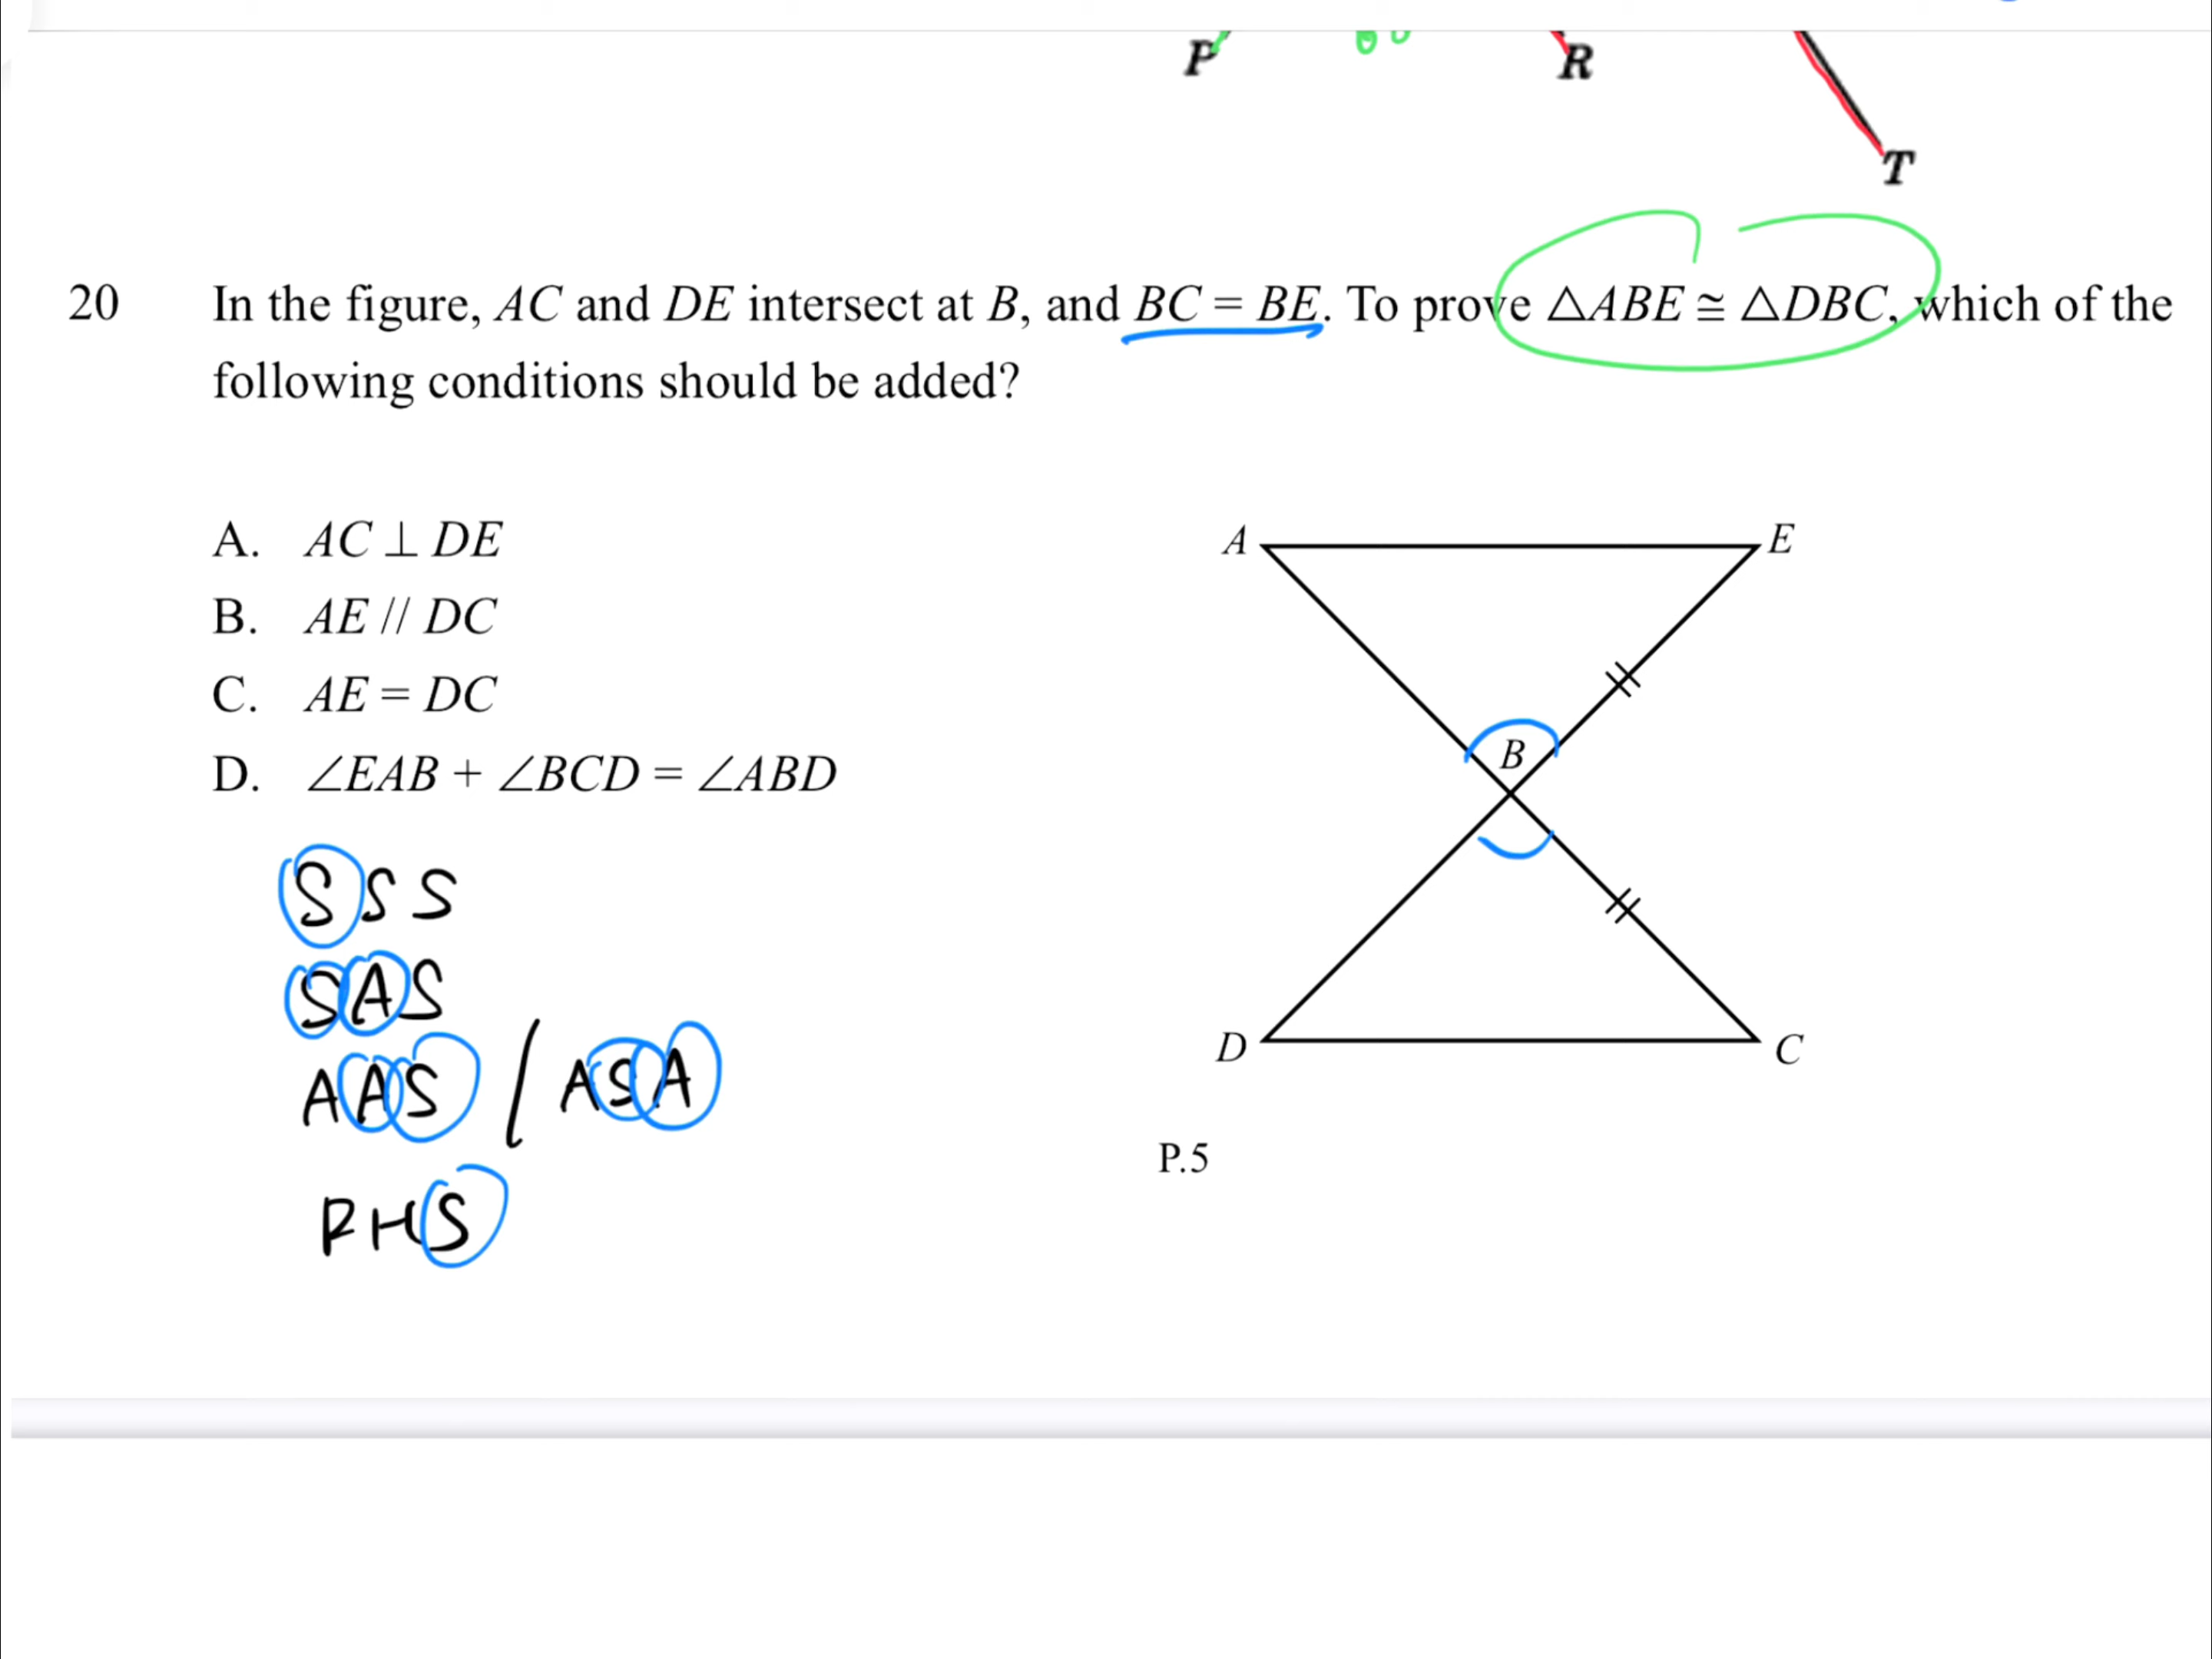 P
θ
R
T
20 In the figure, AC and DE intersect at B, and BC = BE. To prove △ABE ≅ △DBC, which of the
following conditions should be added?
A. AC ⊥ DE
B. AE // DC
C. AE = DC
D. ∠EAB + ∠BCD = ∠ABD
A
E
B
D
C
SSS
SAS
AAS / ASA
RHS
P.5